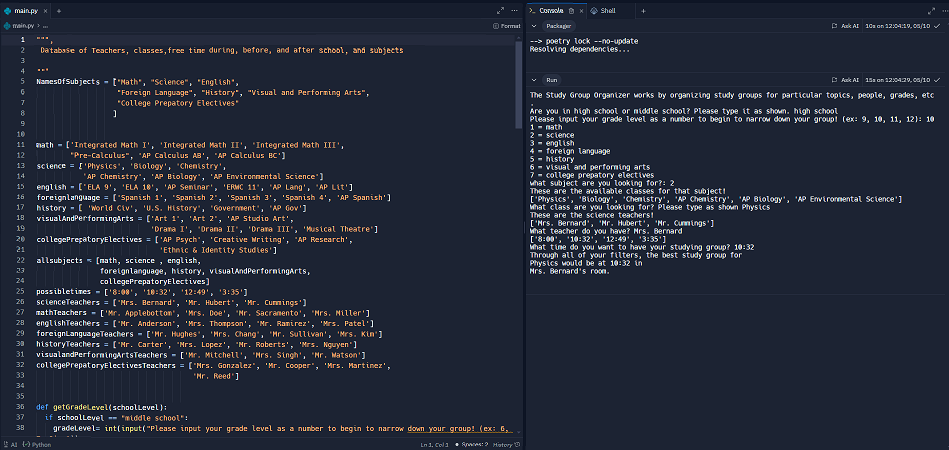 main.py
main.py > ...
Format
1 """,
2 Database of Teachers, classes,free time during, before, and after school, and subjects
3
4 """
5 NamesOfSubjects = ["Math", "Science", "English",
6 "Foreign Language", "History", "Visual and Performing Arts",
7 "College Prepatory Electives"
8 ]
9
10
11 math = ['Integrated Math I', 'Integrated Math II', 'Integrated Math III',
12 "Pre-Calculus", 'AP Calculus AB', 'AP Calculus BC']
13 science = ['Physics', 'Biology', 'Chemistry',
14 'AP Chemistry', 'AP Biology', 'AP Environmental Science']
15 english = ['ELA 9', 'ELA 10', 'AP Seminar', 'ERWC 11', 'AP Lang', 'AP Lit']
16 foreignlanguage = ['Spanish 1', 'Spanish 2', 'Spanish 3', 'Spanish 4', 'AP Spanish']
17 history = [ 'World Civ', 'U.S. History', 'Government', 'AP Gov']
18 visualAndPerformingArts = ['Art 1', 'Art 2', 'AP Studio Art',
19 'Drama I', 'Drama II', 'Drama III', 'Musical Theatre']
20 collegePrepatoryElectives = ['AP Psych', 'Creative Writing', 'AP Research',
21 'Ethnic & Identity Studies']
22 allsubjects = [math, science , english,
23 foreignlanguage, history, visualAndPerformingArts,
24 collegePrepatoryElectives]
25 possibletimes = ['8:00', '10:32', '12:49', '3:35']
26 scienceTeachers = ['Mrs. Bernard', 'Mr. Hubert', 'Mr. Cummings']
27 mathTeachers = ['Mr. Applebottom', 'Mrs. Doe', 'Mr. Sacramento', 'Mrs. Miller']
28 englishTeachers = ['Mr. Anderson', 'Mrs. Thompson', 'Mr. Ramirez', 'Mrs. Patel']
29 foreignLanguageTeachers = ['Mr. Hughes', 'Mrs. Chang', 'Mr. Sullivan', 'Mrs. Kim']
30 historyTeachers = ['Mr. Carter', 'Mrs. Lopez', 'Mr. Roberts', 'Mrs. Nguyen']
31 visualandPerformingArtsTeachers = ['Mr. Mitchell', 'Mrs. Singh', 'Mr. Watson']
32 collegePrepatoryElectivesTeachers = ['Mrs. Gonzalez', 'Mr. Cooper', 'Mrs. Martinez',
33 'Mr. Reed']
34
35
36 def getGradeLevel(schoolLevel):
37 if schoolLevel == "middle school":
38 gradeLevel= int(input("Please input your grade level as a number to begin to narrow down your group! (ex: 6,
AI Python
Ln 1, Col 1 Spaces: 2 History
Console
Shell
Packager
Ask AI 10s on 12:04:19, 05/10
--> poetry lock --no-update
Resolving dependencies...
Run
Ask AI 15s on 12:04:29, 05/10
The Study Group Organizer works by organizing study groups for particular topics, people, grades, etc
.
Are you in high school or middle school? Please type it as shown. high school
Please input your grade level as a number to begin to narrow down your group! (ex: 9, 10, 11, 12): 10
1 = math
2 = science
3 = english
4 = foreign language
5 = history
6 = visual and performing arts
7 = college prepatory electives
what subject are you looking for?: 2
These are the available classes for that subject!
['Physics', 'Biology', 'Chemistry', 'AP Chemistry', 'AP Biology', 'AP Environmental Science']
What class are you looking for? Please type as shown Physics
These are the science teachers!
['Mrs. Bernard', 'Mr. Hubert', 'Mr. Cummings']
What teacher do you have? Mrs. Bernard
['8:00', '10:32', '12:49', '3:35']
What time do you want to have your studying group? 10:32
Through all of your filters, the best study group for
Physics would be at 10:32 in
Mrs. Bernard's room.